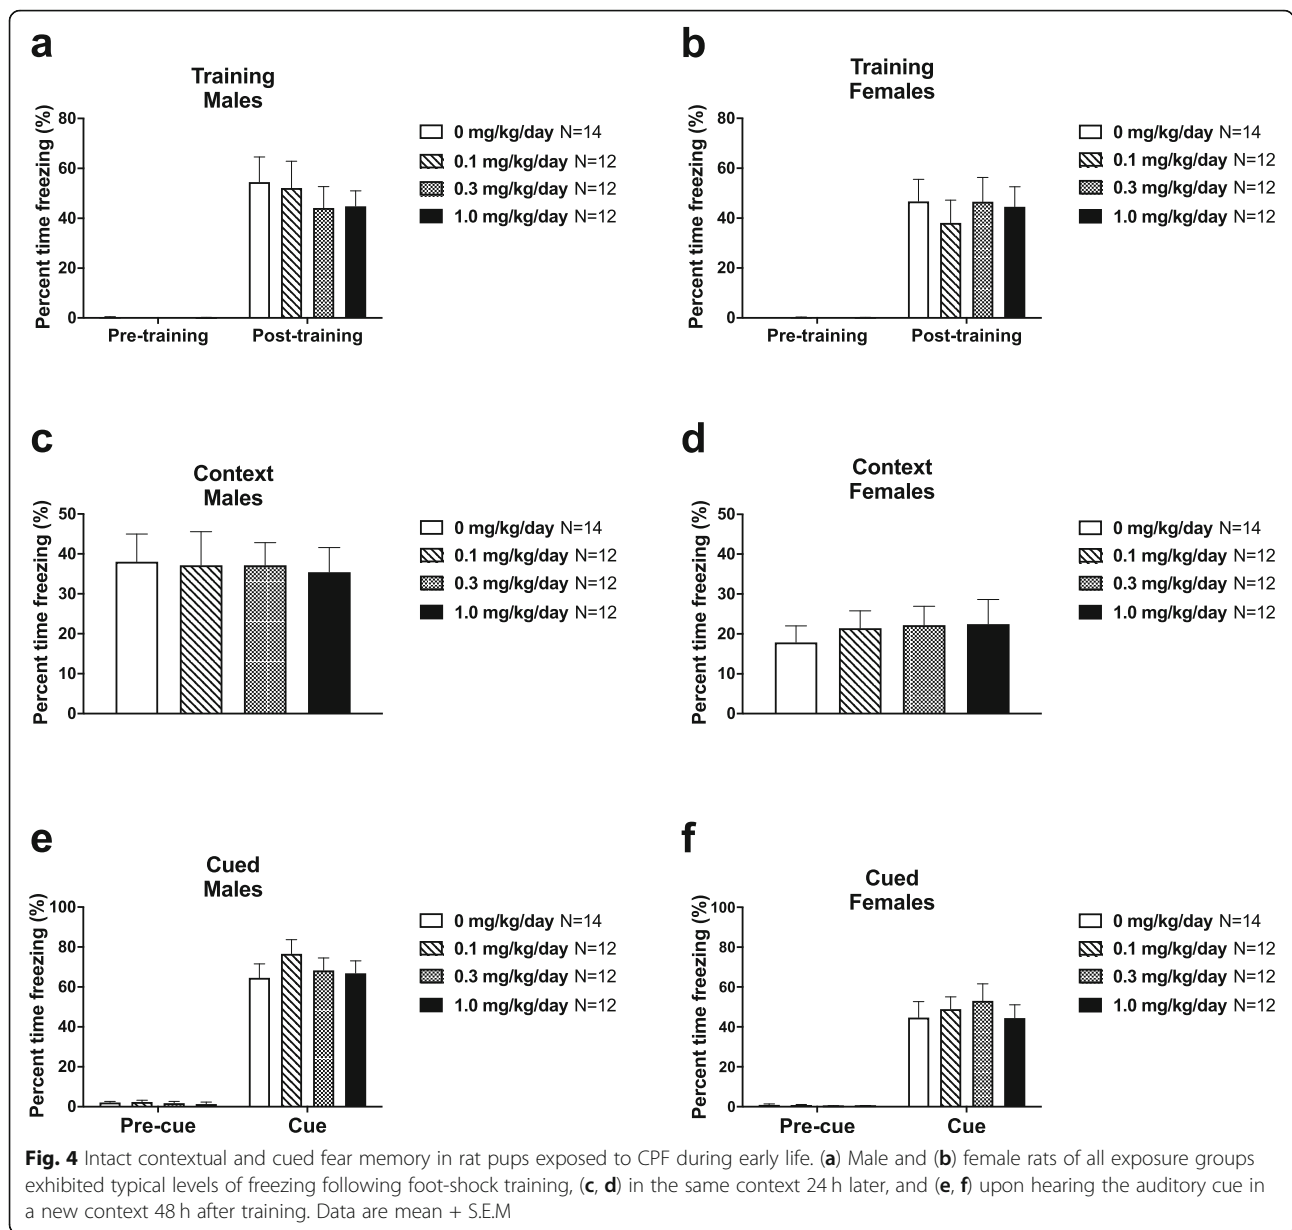 a
Training
Males
Percent time freezing (%)
80
60
40
20
0
Pre-training
Post-training
0 mg/kg/day N=14
0.1 mg/kg/day N=12
0.3 mg/kg/day N=12
1.0 mg/kg/day N=12
b
Training
Females
Percent time freezing (%)
80
60
40
20
0
Pre-training
Post-training
0 mg/kg/day N=14
0.1 mg/kg/day N=12
0.3 mg/kg/day N=12
1.0 mg/kg/day N=12
c
Context
Males
Percent time freezing (%)
50
40
30
20
10
0
0 mg/kg/day N=14
0.1 mg/kg/day N=12
0.3 mg/kg/day N=12
1.0 mg/kg/day N=12
d
Context
Females
Percent time freezing (%)
50
40
30
20
10
0
0 mg/kg/day N=14
0.1 mg/kg/day N=12
0.3 mg/kg/day N=12
1.0 mg/kg/day N=12
e
Cued
Males
Percent time freezing (%)
100
80
60
40
20
0
Pre-cue
Cue
0 mg/kg/day N=14
0.1 mg/kg/day N=12
0.3 mg/kg/day N=12
1.0 mg/kg/day N=12
f
Cued
Females
Percent time freezing (%)
100
80
60
40
20
0
Pre-cue
Cue
0 mg/kg/day N=14
0.1 mg/kg/day N=12
0.3 mg/kg/day N=12
1.0 mg/kg/day N=12
Fig. 4 Intact contextual and cued fear memory in rat pups exposed to CPF during early life. (a) Male and (b) female rats of all exposure groups
exhibited typical levels of freezing following foot-shock training, (c, d) in the same context 24 h later, and (e, f) upon hearing the auditory cue in
a new context 48 h after training. Data are mean + S.E.M